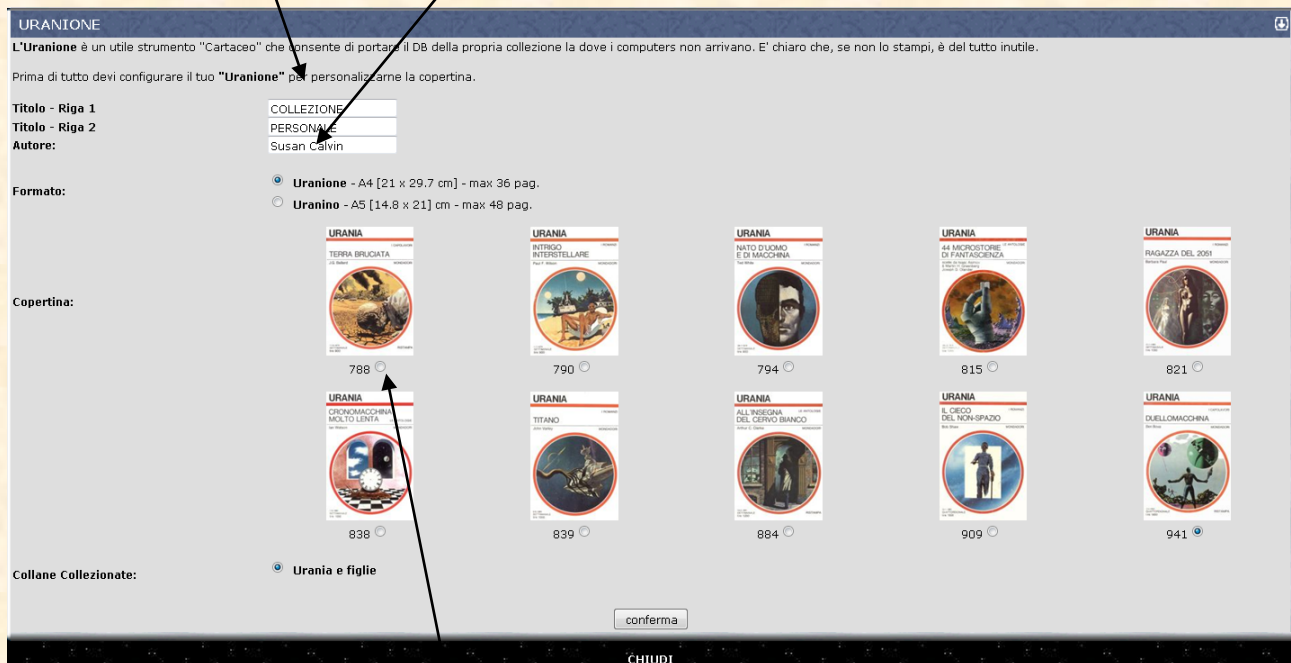 URANIONE
L'Uranione è un utile strumento "Cartaceo" che consente di portare il DB della propria collezione la dove i computers non arrivano. E' chiaro che, se non lo stampi, è del tutto inutile.
Prima di tutto devi configurare il tuo "Uranione" per personalizzarne la copertina.
Titolo - Riga 1 COLLEZIONE
Titolo - Riga 2 PERSONALE
Autore: Susan Calvin
Formato:
Uranione - A4 [21 x 29.7 cm] - max 36 pag.
Uranino - A5 [14.8 x 21] cm - max 48 pag.
Copertina:
URANIA URANIA URANIA URANIA URANIA
TERRA BRUCIATA
INTRIGO
INTERSTELLARE
NATO D'UOMO
E DI MACCHINA
44 MICROSTORIE
DI FANTASCIENZA
RAGAZZA DEL 2051
788 790 794 815 821
URANIA URANIA URANIA URANIA URANIA
CRONOMACCHINA
MOLTO LENTA
TITANO
ALL'INSEGNA
DEL CERVO BIANCO
IL CIECO
DEL NON-SPAZIO
DUELLOMACCHINA
838 839 884 909 941
Collane Collezionate: Urania e figlie
conferma
CHIUDI